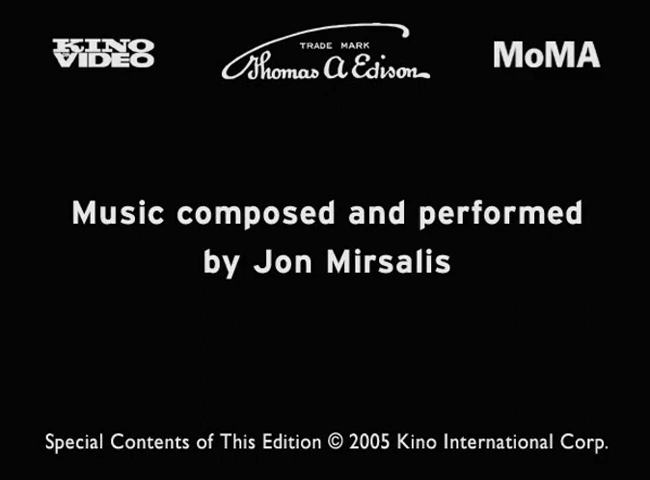 KINO VIDEO
TRADE MARK
Thomas A Edison
MoMA
Music composed and performed
by Jon Mirsalis
Special Contents of This Edition © 2005 Kino International Corp.